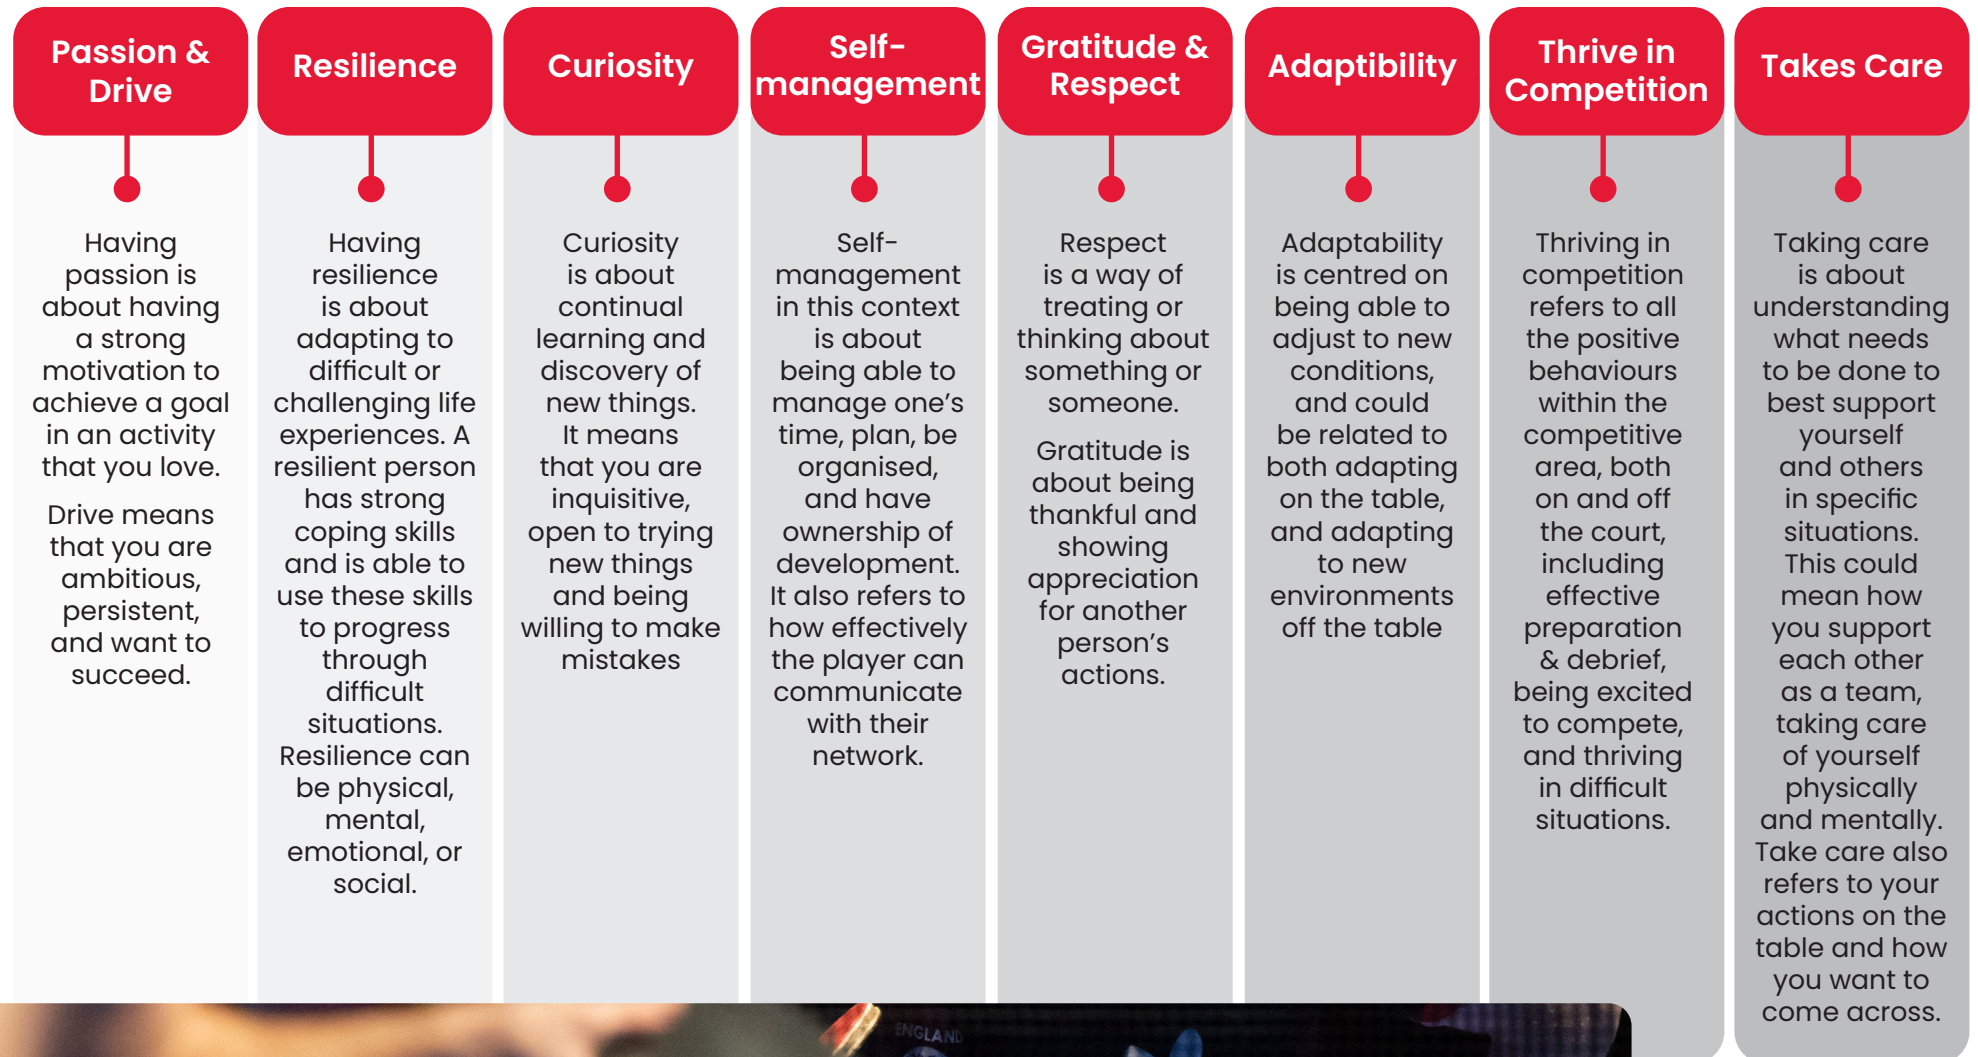 Passion &
Drive
Having
passion is
about having
a strong
motivation to
achieve a goal
in an activity
that you love.
Drive means
that you are
ambitious,
persistent,
and want to
succeed.
Resilience
Having
resilience
is about
adapting to
difficult or
challenging life
experiences. A
resilient person
has strong
coping skills
and is able to
use these skills
to progress
through
difficult
situations.
Resilience can
be physical,
mental,
emotional, or
social.
Curiosity
Curiosity
is about
continual
learning and
discovery of
new things.
It means
that you are
inquisitive,
open to trying
new things
and being
willing to make
mistakes
Self-
management
Self-
management
in this context
is about
being able to
manage one's
time, plan, be
organised,
and have
ownership of
development.
It also refers to
how effectively
the player can
communicate
with their
network.
Gratitude &
Respect
Respect
is a way of
treating or
thinking about
something or
someone.
Gratitude is
about being
thankful and
showing
appreciation
for another
person's
actions.
Adaptibility
Adaptability
is centred on
being able to
adjust to new
conditions,
and could
be related to
both adapting
on the table,
and adapting
to new
environments
off the table
Thrive in
Competition
Thriving in
competition
refers to all
the positive
behaviours
within the
competitive
area, both
on and off
the court,
including
effective
preparation
& debrief,
being excited
to compete,
and thriving
in difficult
situations.
Takes Care
Taking care
is about
understanding
what needs
to be done to
best support
yourself
and others
in specific
situations.
This could
mean how
you support
each other
as a team,
taking care
of yourself
physically
and mentally.
Take care also
refers to your
actions on the
table and how
you want to
come across.
ENGLAND